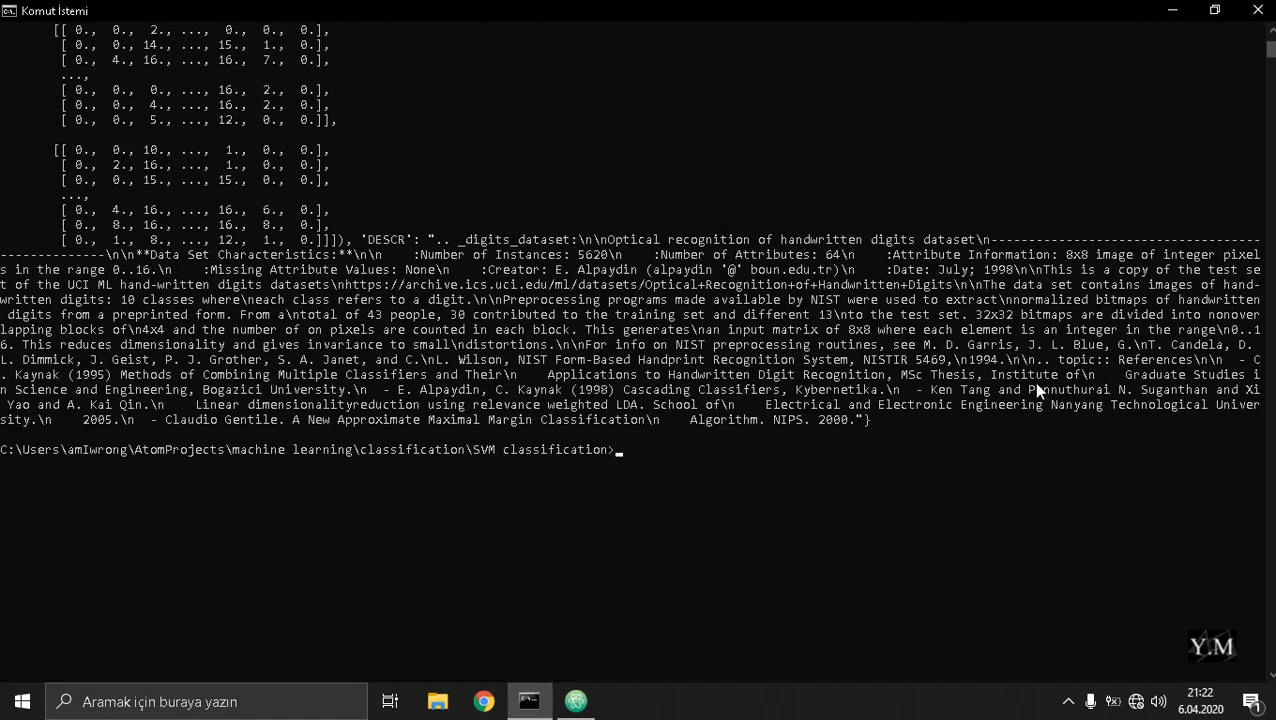 Komut İstemi
[[ 0., 0., 2., ..., 0., 0., 0.],
[ 0., 0., 14., ..., 15., 1., 0.],
[ 0., 4., 16., ..., 16., 7., 0.],
...,
[ 0., 0., 0., ..., 16., 2., 0.],
[ 0., 0., 4., ..., 16., 2., 0.],
[ 0., 0., 5., ..., 12., 0., 0.]],
[[ 0., 0., 10., ..., 1., 0., 0.],
[ 0., 2., 16., ..., 1., 0., 0.],
[ 0., 0., 15., ..., 15., 0., 0.],
...,
[ 0., 4., 16., ..., 16., 6., 0.],
[ 0., 8., 16., ..., 16., 8., 0.],
[ 0., 1., 8., ..., 12., 1., 0.]]]), 'DESCR': ".. _digits_dataset:\n\nOptical recognition of handwritten digits dataset\n------------------------------------
--------------\n\n**Data Set Characteristics:**\n\n :Number of Instances: 5620\n :Number of Attributes: 64\n :Attribute Information: 8x8 image of integer pixel
s in the range 0..16.\n :Missing Attribute Values: None\n :Creator: E. Alpaydin (alpaydin '@' boun.edu.tr)\n :Date: July; 1998\n\nThis is a copy of the test se
t of the UCI ML hand-written digits datasets\nhttps://archive.ics.uci.edu/ml/datasets/Optical+Recognition+of+Handwritten+Digits\n\nThe data set contains images of hand-
written digits: 10 classes where\neach class refers to a digit.\n\nPreprocessing programs made available by NIST were used to extract\nnormalized bitmaps of handwritten
digits from a preprinted form. From a\ntotal of 43 people, 30 contributed to the training set and different 13\nto the test set. 32x32 bitmaps are divided into nonover
lapping blocks of\n4x4 and the number of on pixels are counted in each block. This generates\nan input matrix of 8x8 where each element is an integer in the range\n0..1
6. This reduces dimensionality and gives invariance to small\ndistortions.\n\nFor info on NIST preprocessing routines, see M. D. Garris, J. L. Blue, G.\nT. Candela, D.
L. Dimmick, J. Geist, P. J. Grother, S. A. Janet, and C.\nL. Wilson, NIST Form-Based Handprint Recognition System, NISTIR 5469,\n1994.\n\n.. topic:: References\n\n - C
. Kaynak (1995) Methods of Combining Multiple Classifiers and Their\n Applications to Handwritten Digit Recognition, MSc Thesis, Institute of\n Graduate Studies i
n Science and Engineering, Bogazici University.\n - E. Alpaydin, C. Kaynak (1998) Cascading Classifiers, Kybernetika.\n - Ken Tang and Ponnuthurai N. Suganthan and Xi
Yao and A. Kai Qin.\n Linear dimensionalityreduction using relevance weighted LDA. School of\n Electrical and Electronic Engineering Nanyang Technological Univer
sity.\n 2005.\n - Claudio Gentile. A New Approximate Maximal Margin Classification\n Algorithm. NIPS. 2000."}
C:\Users\amIwrong\AtomProjects\machine learning\classification\SVM classification>
Y.M
Aramak için buraya yazın
21:22
6.04.2020
1